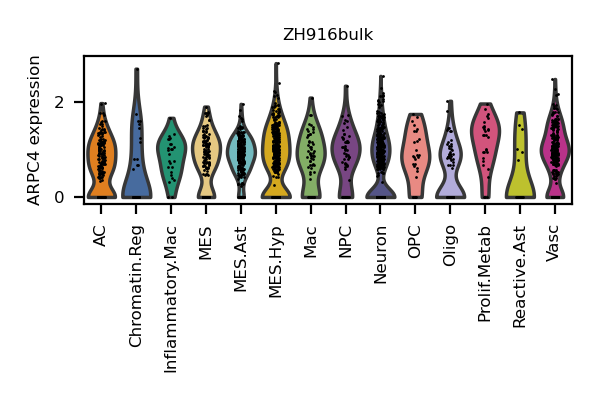 ZH916bulk
ARPC4 expression
2
0
AC
Chromatin.Reg
Inflammatory.Mac
MES
MES.Ast
MES.Hyp
Mac
NPC
Neuron
OPC
Oligo
Prolif.Metab
Reactive.Ast
Vasc